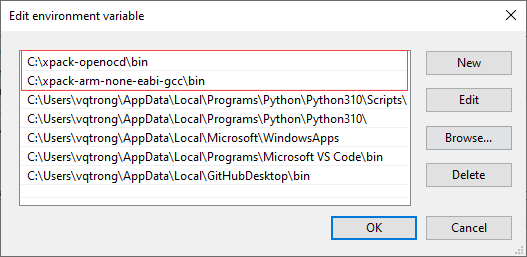 Edit environment variable
C:\xpack-openocd\bin
C:\xpack-arm-none-eabi-gcc\bin
C:\Users\vqtrong\AppData\Local\Programs\Python\Python310\Scripts\
C:\Users\vqtrong\AppData\Local\Programs\Python\Python310\
C:\Users\vqtrong\AppData\Local\Microsoft\WindowsApps
C:\Users\vqtrong\AppData\Local\Programs\Microsoft VS Code\bin
C:\Users\vqtrong\AppData\Local\GitHubDesktop\bin
New
Edit
Browse...
Delete
OK
Cancel